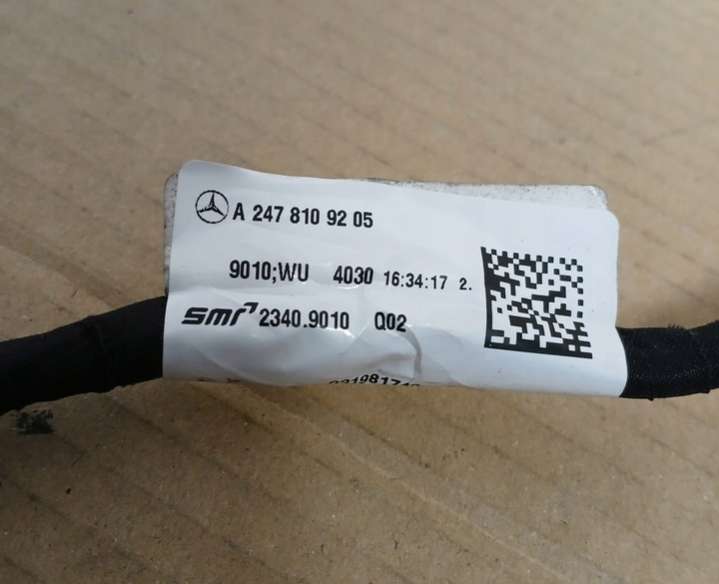 A 247 810 92 05
9010;WU 4030 16:34:17 2.
smr 2340.9010 Q02